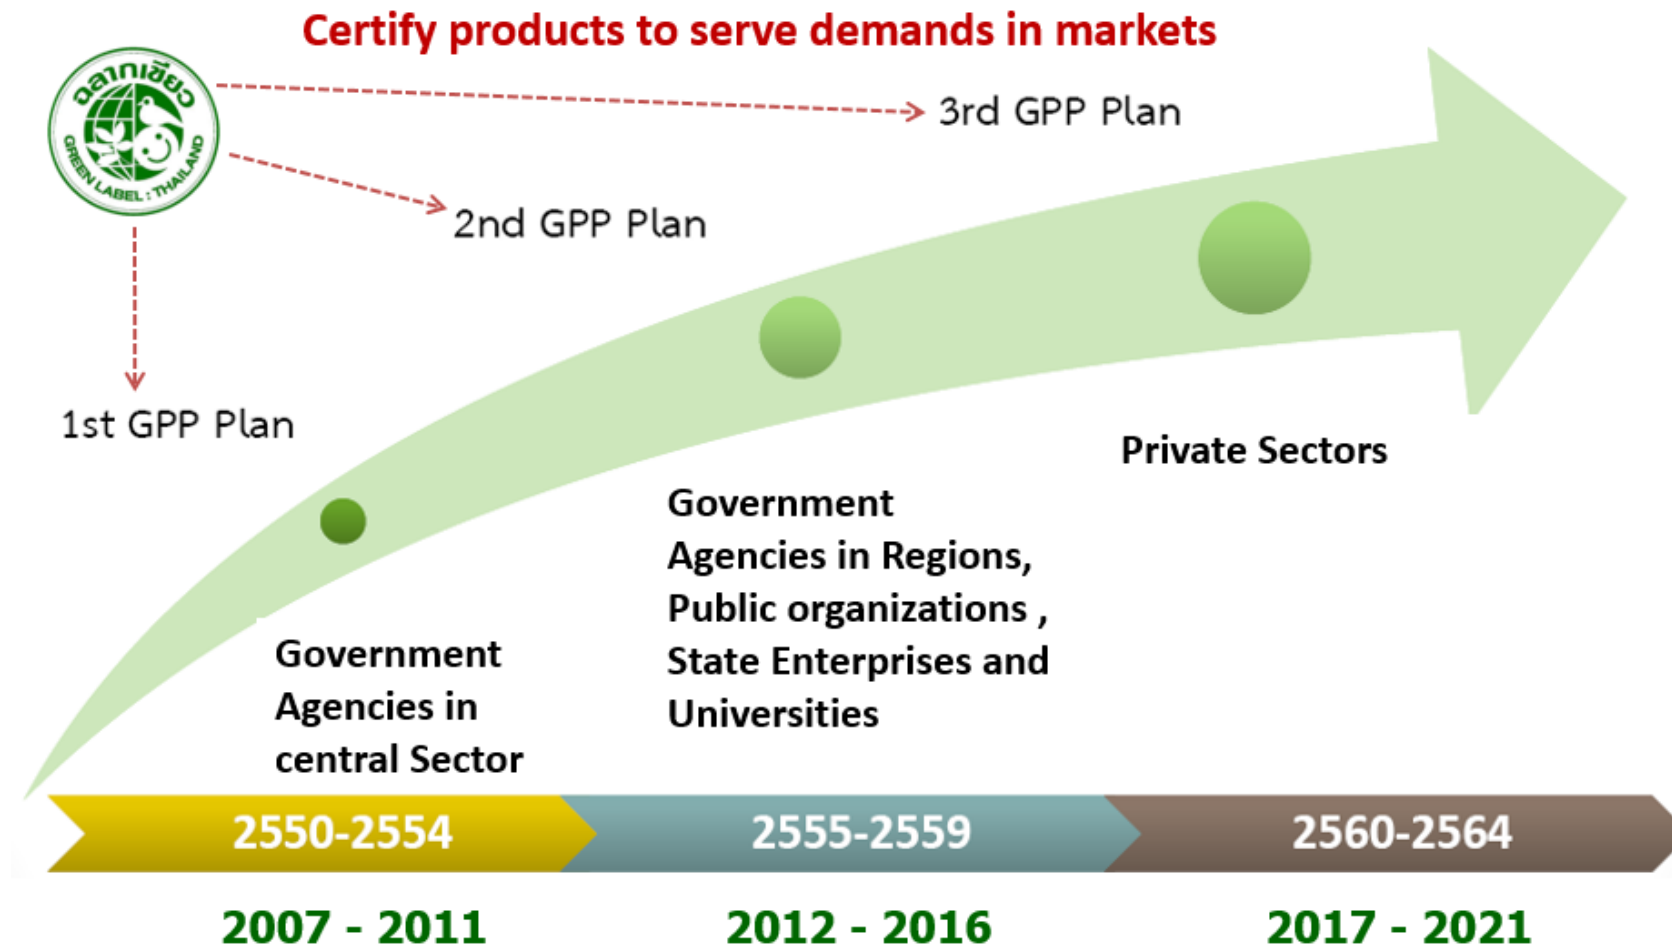 Certify products to serve demands in markets
ฉลากเขียว
GREEN LABEL : THAILAND
3rd GPP Plan
2nd GPP Plan
1st GPP Plan
Private Sectors
Government
Agencies in Regions,
Public organizations ,
State Enterprises and
Universities
Government
Agencies in
central Sector
2550-2554
2555-2559
2560-2564
2007 - 2011
2012 - 2016
2017 - 2021